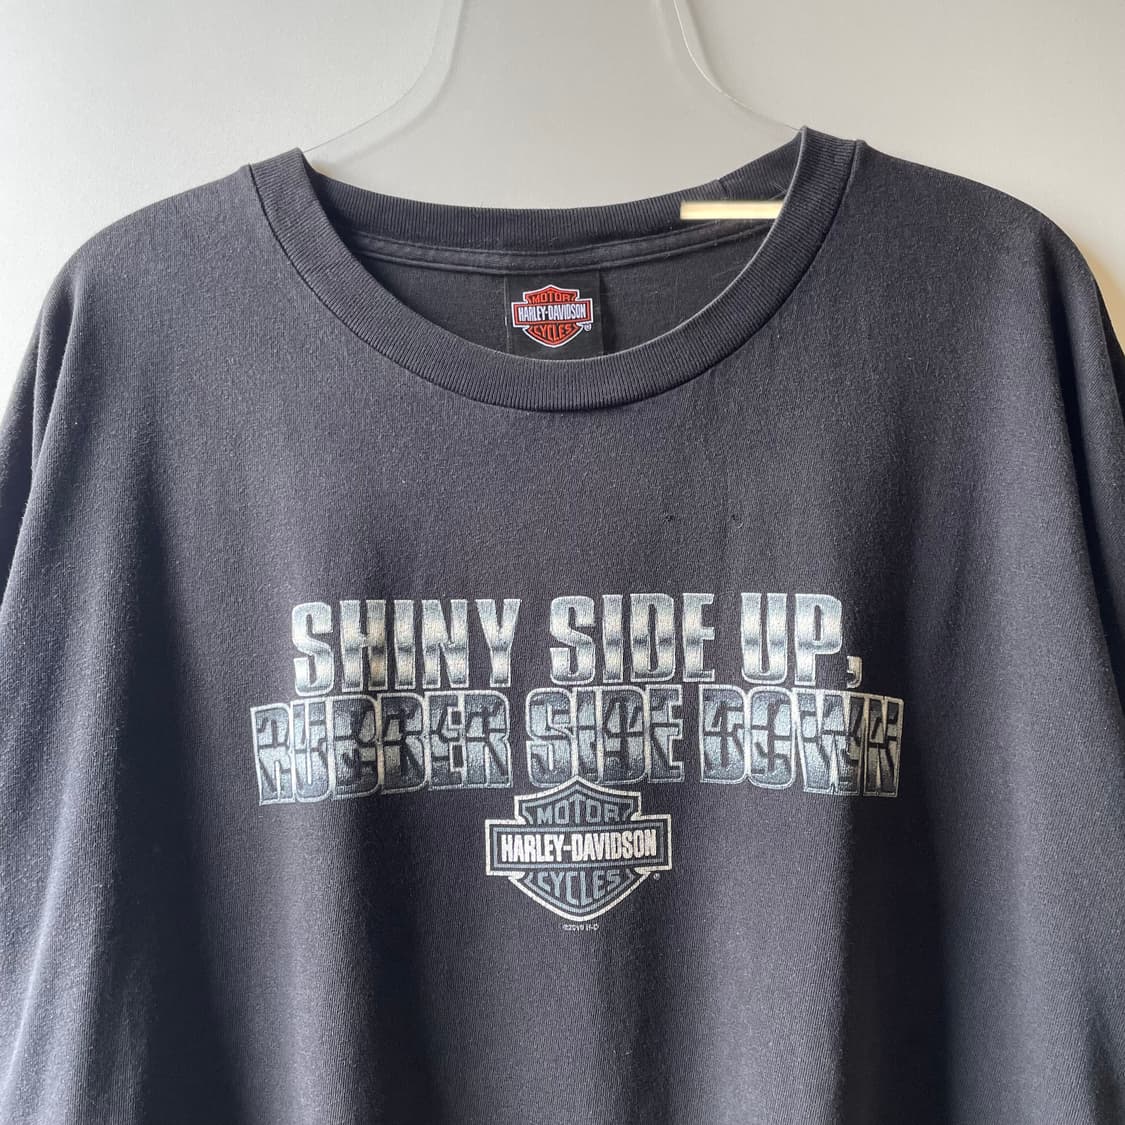 MOTOR
HARLEY-DAVIDSON
CYCLES
®
SHINY SIDE UP,
RUBBER SIDE DOWN
MOTOR
HARLEY-DAVIDSON
CYCLES
®
H-D